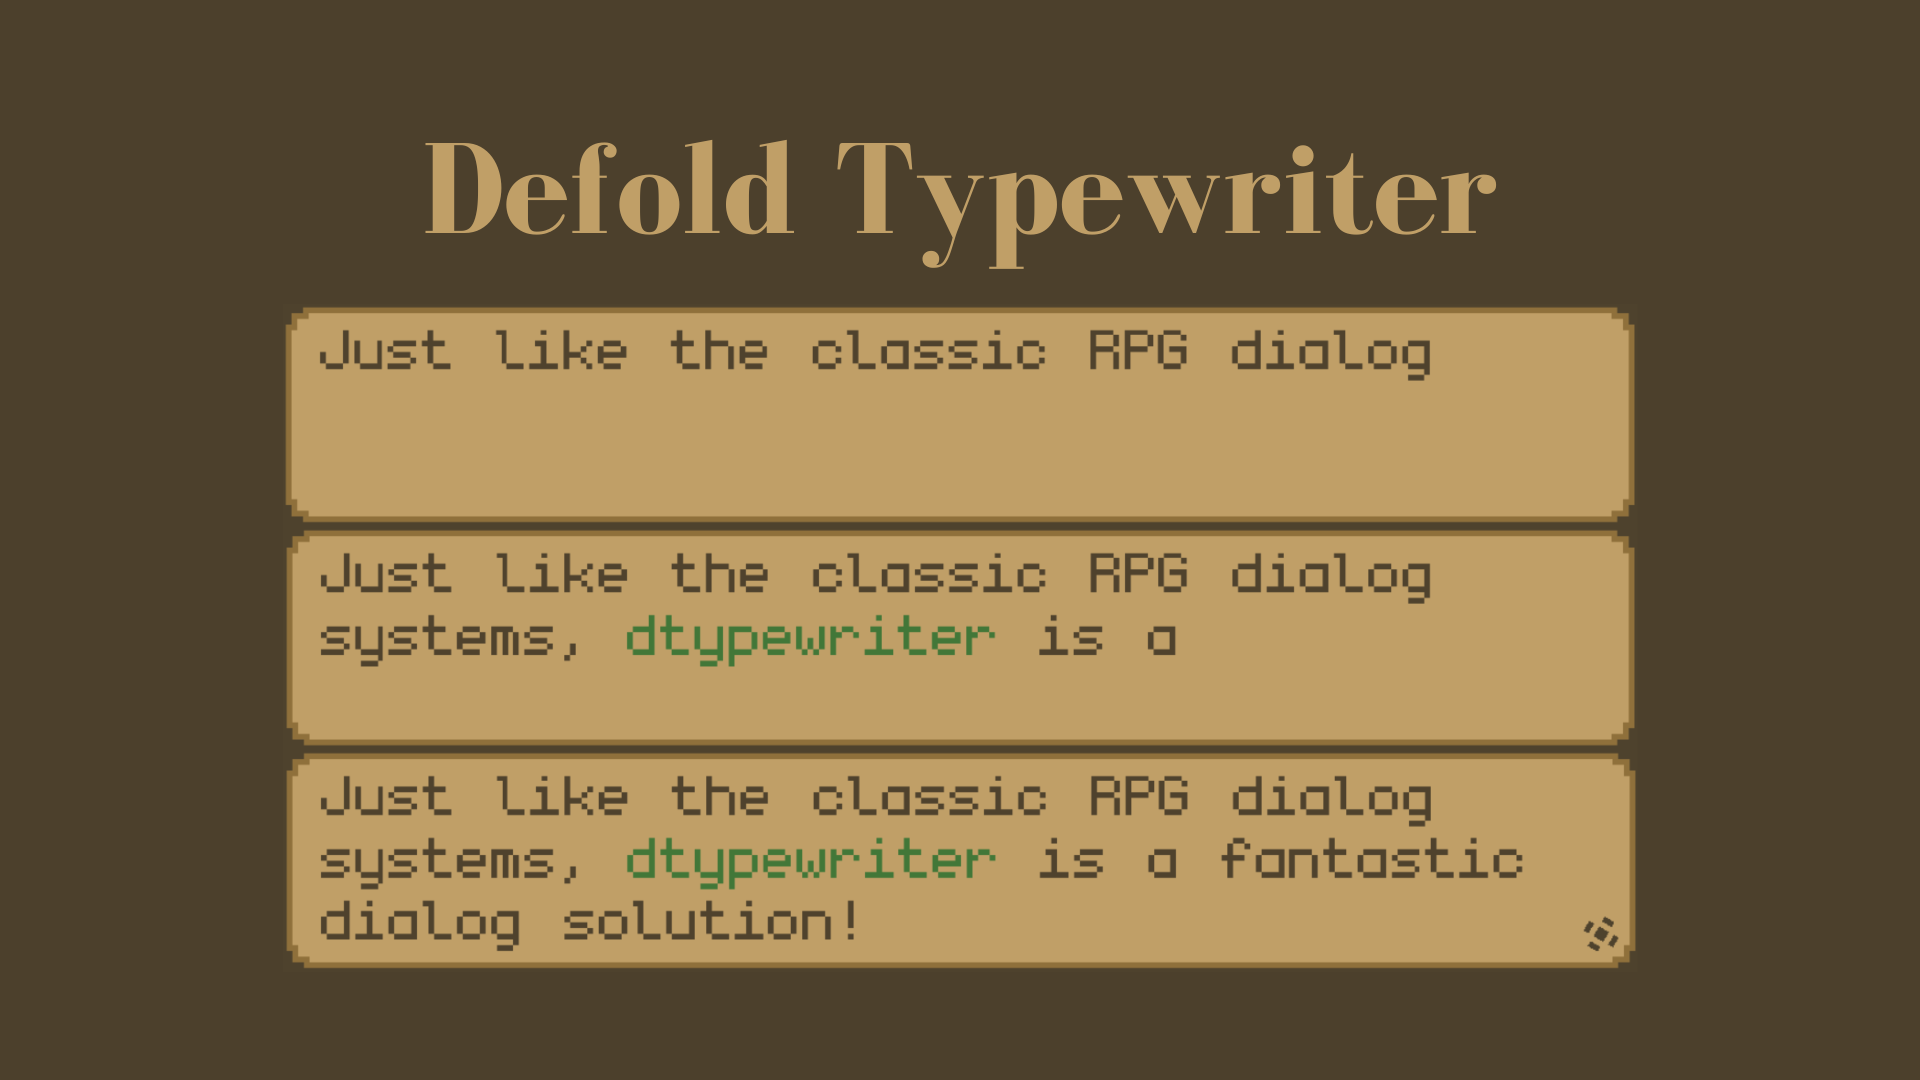 Defold Typewriter
Just like the classic RPG dialog
Just like the classic RPG dialog
systems, dtypewriter is a
Just like the classic RPG dialog
systems, dtypewriter is a fantastic
dialog solution!